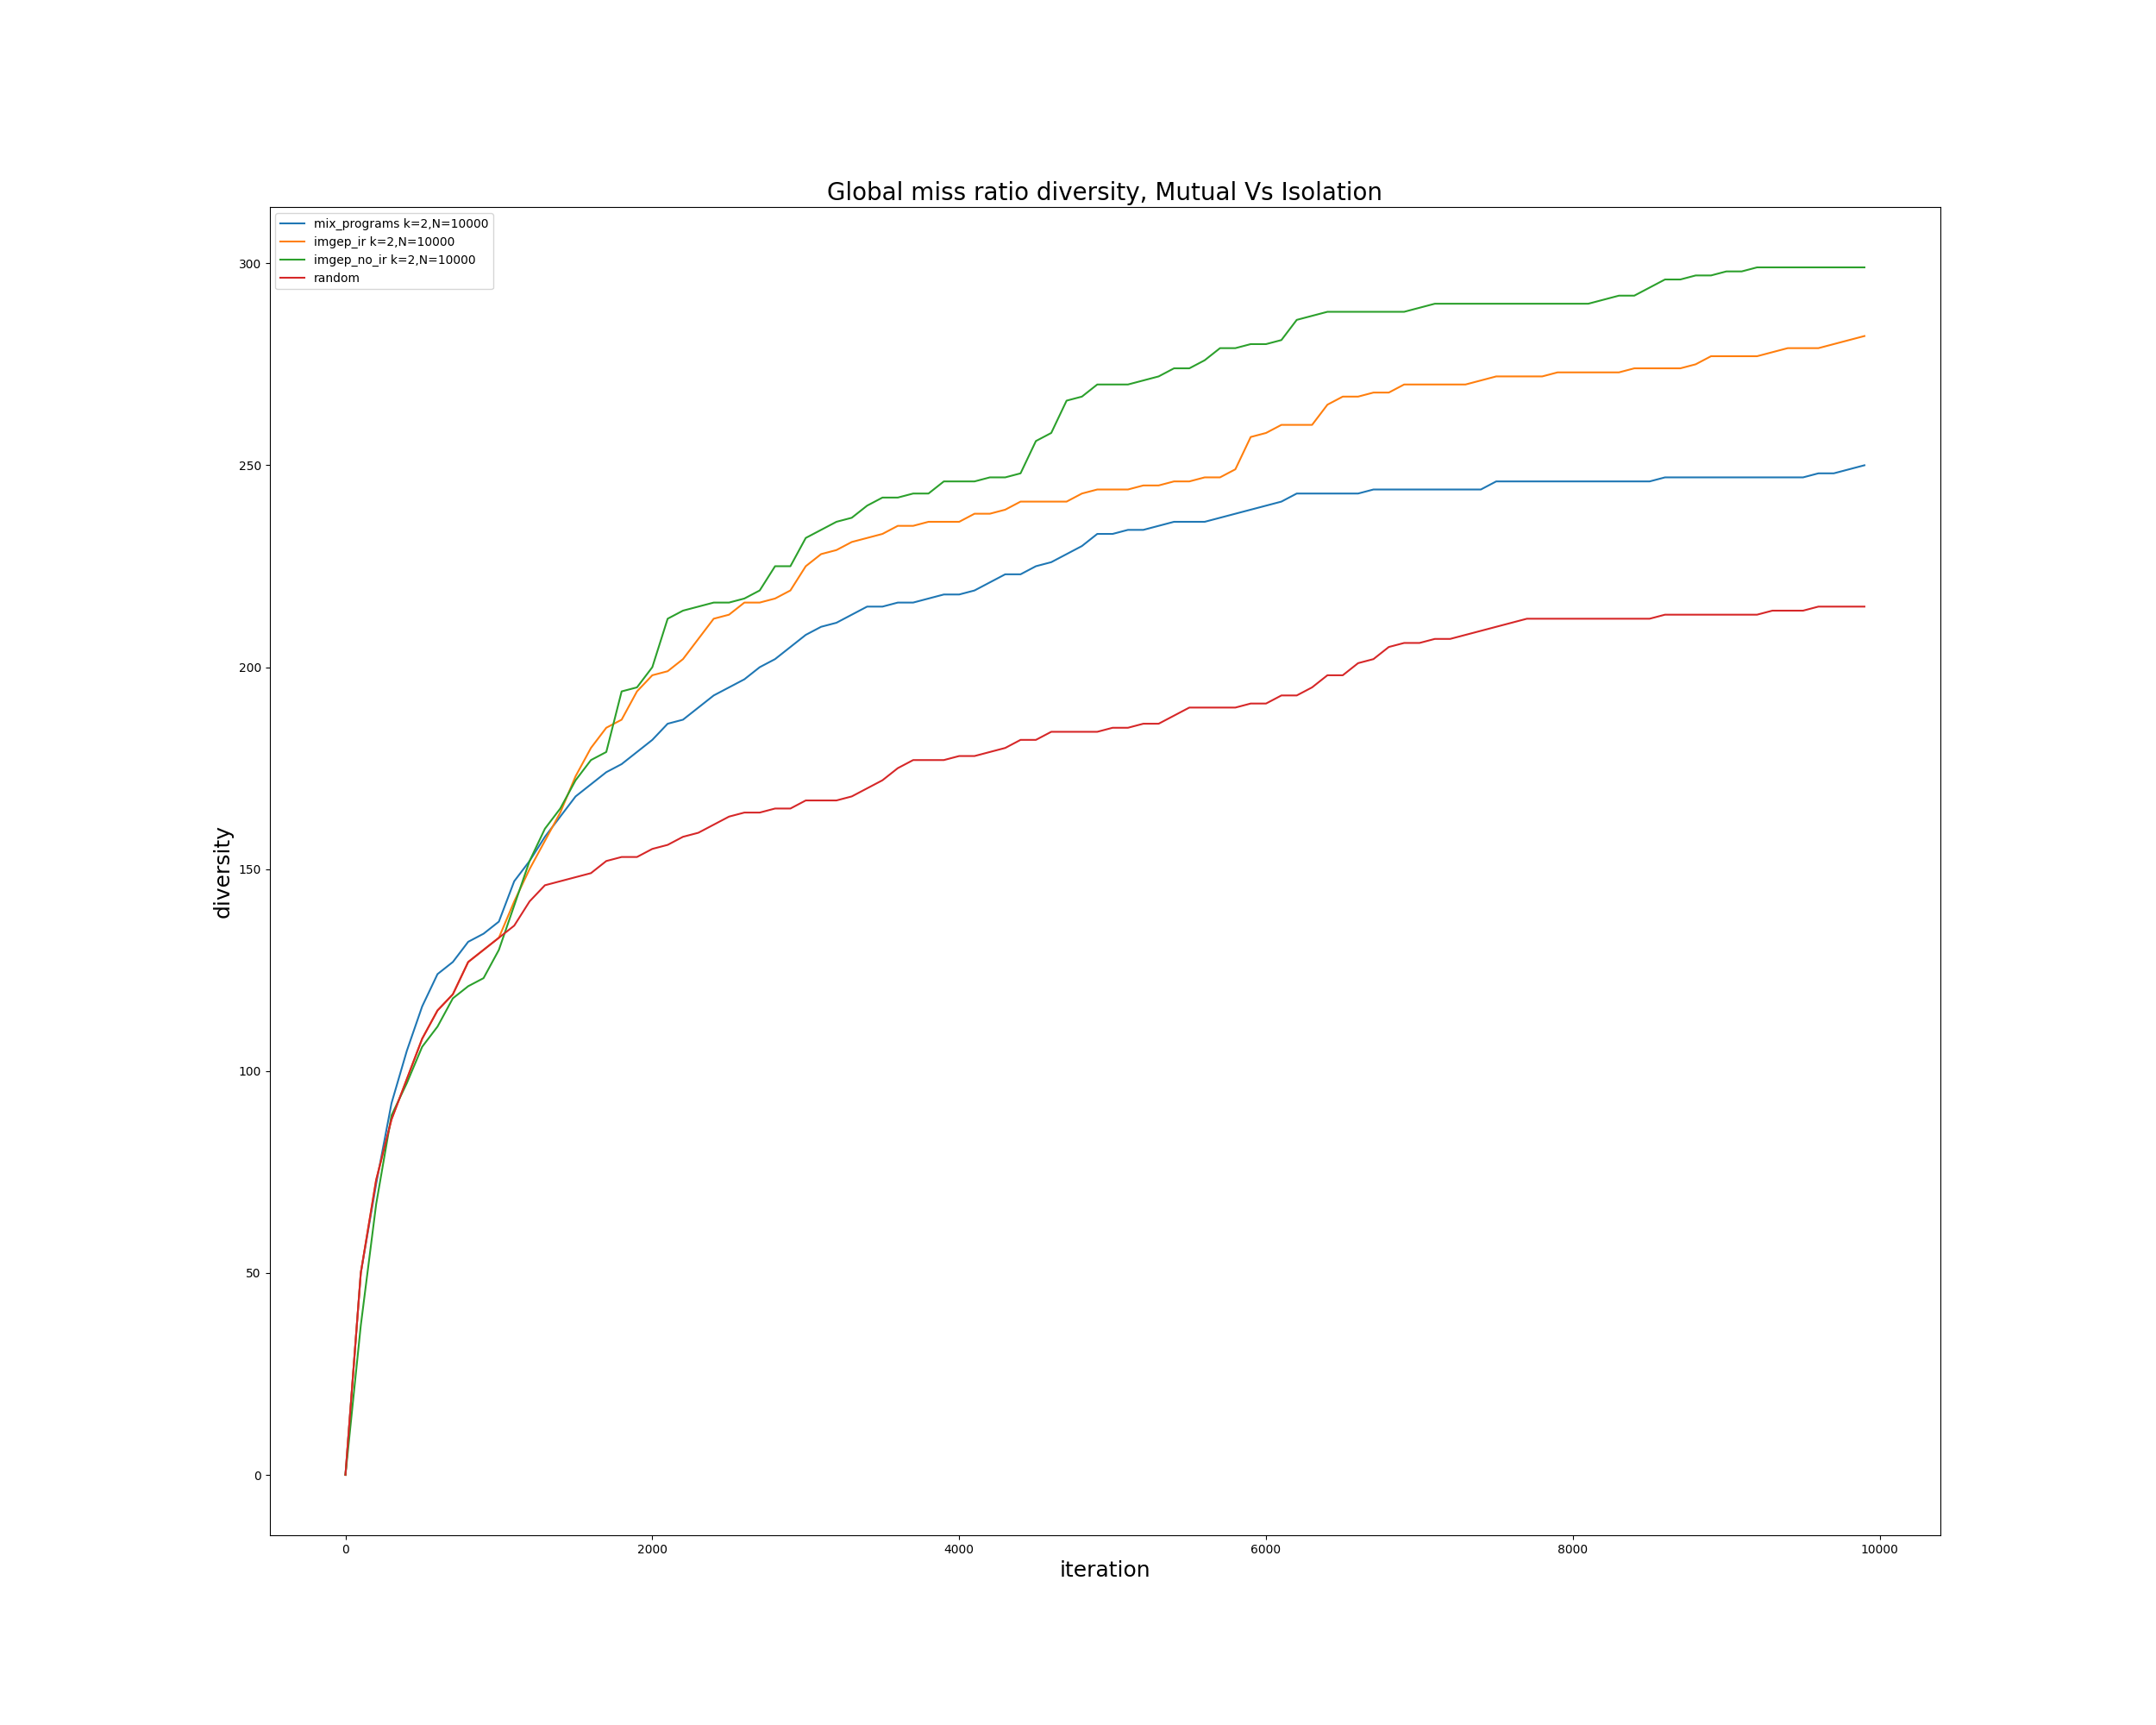 Global miss ratio diversity, Mutual Vs Isolation
mix_programs k=2,N=10000
imgep_ir k=2,N=10000
imgep_no_ir k=2,N=10000
random
300
250
200
150
100
50
0
diversity
0 2000 4000 6000 8000 10000
iteration